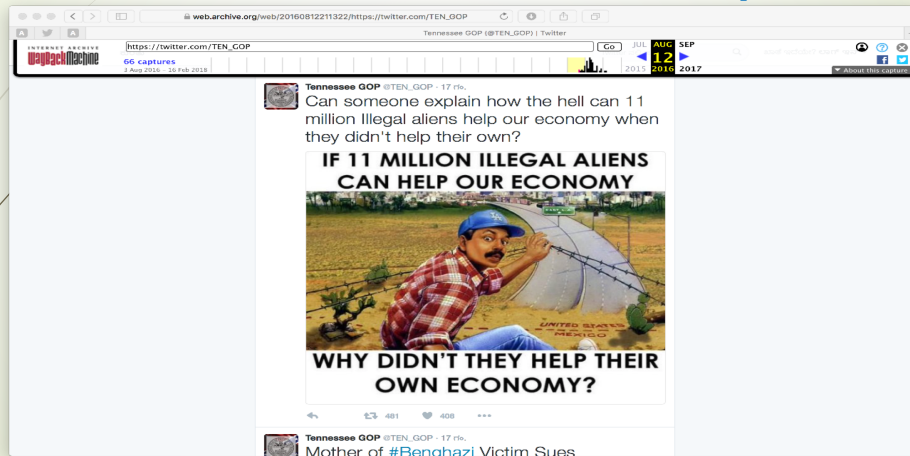 web.archive.org/web/20160812211322/https://twitter.com/TEN_GOP
Tennessee GOP (@TEN_GOP) | Twitter
INTERNET ARCHIVE
WayBackMachine
https://twitter.com/TEN_GOP
Go
JUL AUG SEP
66 captures
12
3 Aug 2016 - 16 Feb 2018
2015 2016 2017
About this capture
Tennessee GOP @TEN_GOP · 17 год.
Can someone explain how the hell can 11
million Illegal aliens help our economy when
they didn't help their own?
IF 11 MILLION ILLEGAL ALIENS
CAN HELP OUR ECONOMY
UNITED STATES
MEXICO
WHY DIDN'T THEY HELP THEIR
OWN ECONOMY?
481 408
Tennessee GOP @TEN_GOP · 17 год.
Mother of #Benghazi Victim Sues